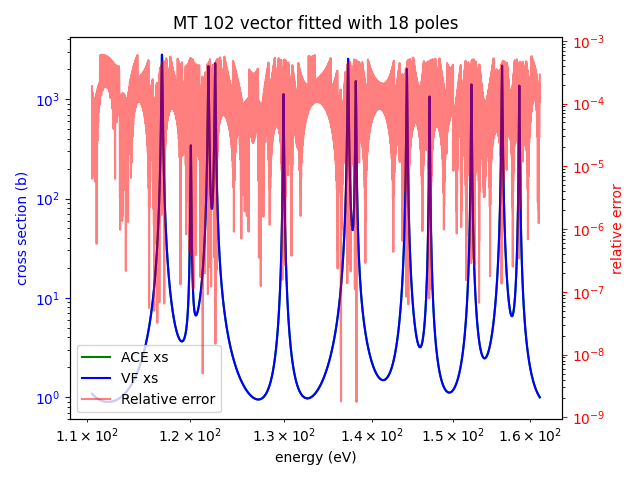 MT 102 vector fitted with 18 poles
10³
10²
10¹
10⁰
cross section (b)
10⁻³
10⁻⁴
10⁻⁵
10⁻⁶
10⁻⁷
10⁻⁸
10⁻⁹
relative error
ACE xs
VF xs
Relative error
1.1 × 10² 1.2 × 10² 1.3 × 10² 1.4 × 10² 1.5 × 10² 1.6 × 10²
energy (eV)